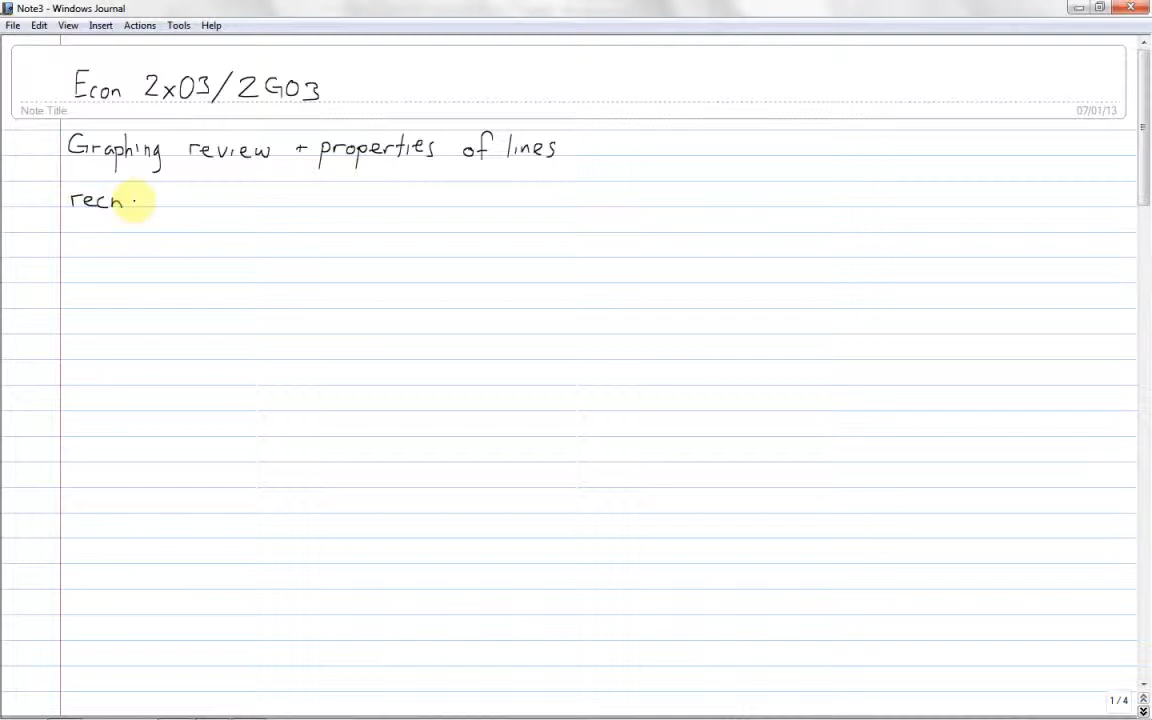 Note3 - Windows Journal
File Edit View Insert Actions Tools Help
Econ 2x03/2G03
Note Title
07/01/13
Graphing review + properties of lines
recn
1/4